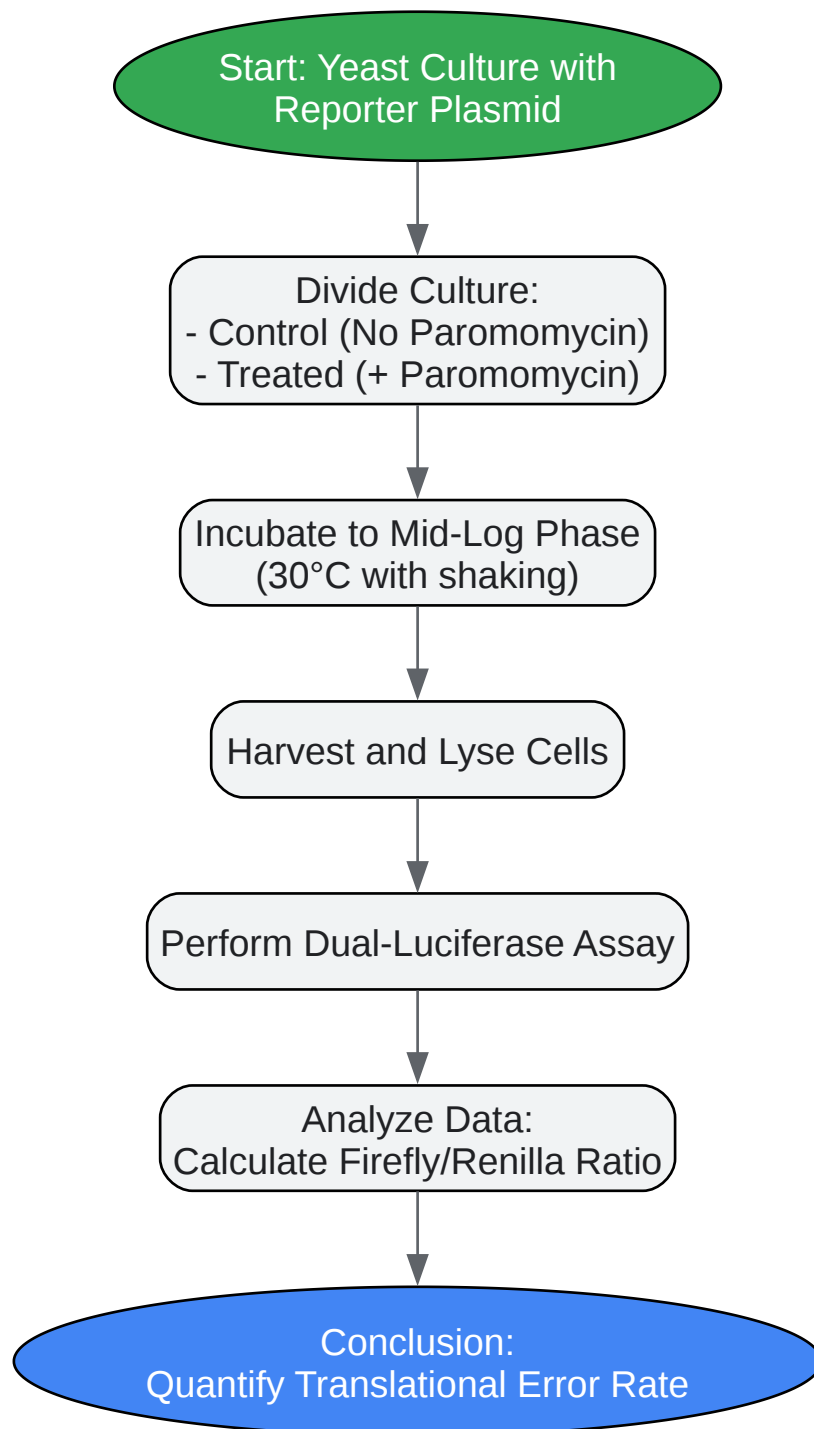 Start: Yeast Culture with
Reporter Plasmid
Divide Culture:
- Control (No Paromomycin)
- Treated (+ Paromomycin)
Incubate to Mid-Log Phase
(30°C with shaking)
Harvest and Lyse Cells
Perform Dual-Luciferase Assay
Analyze Data:
Calculate Firefly/Renilla Ratio
Conclusion:
Quantify Translational Error Rate